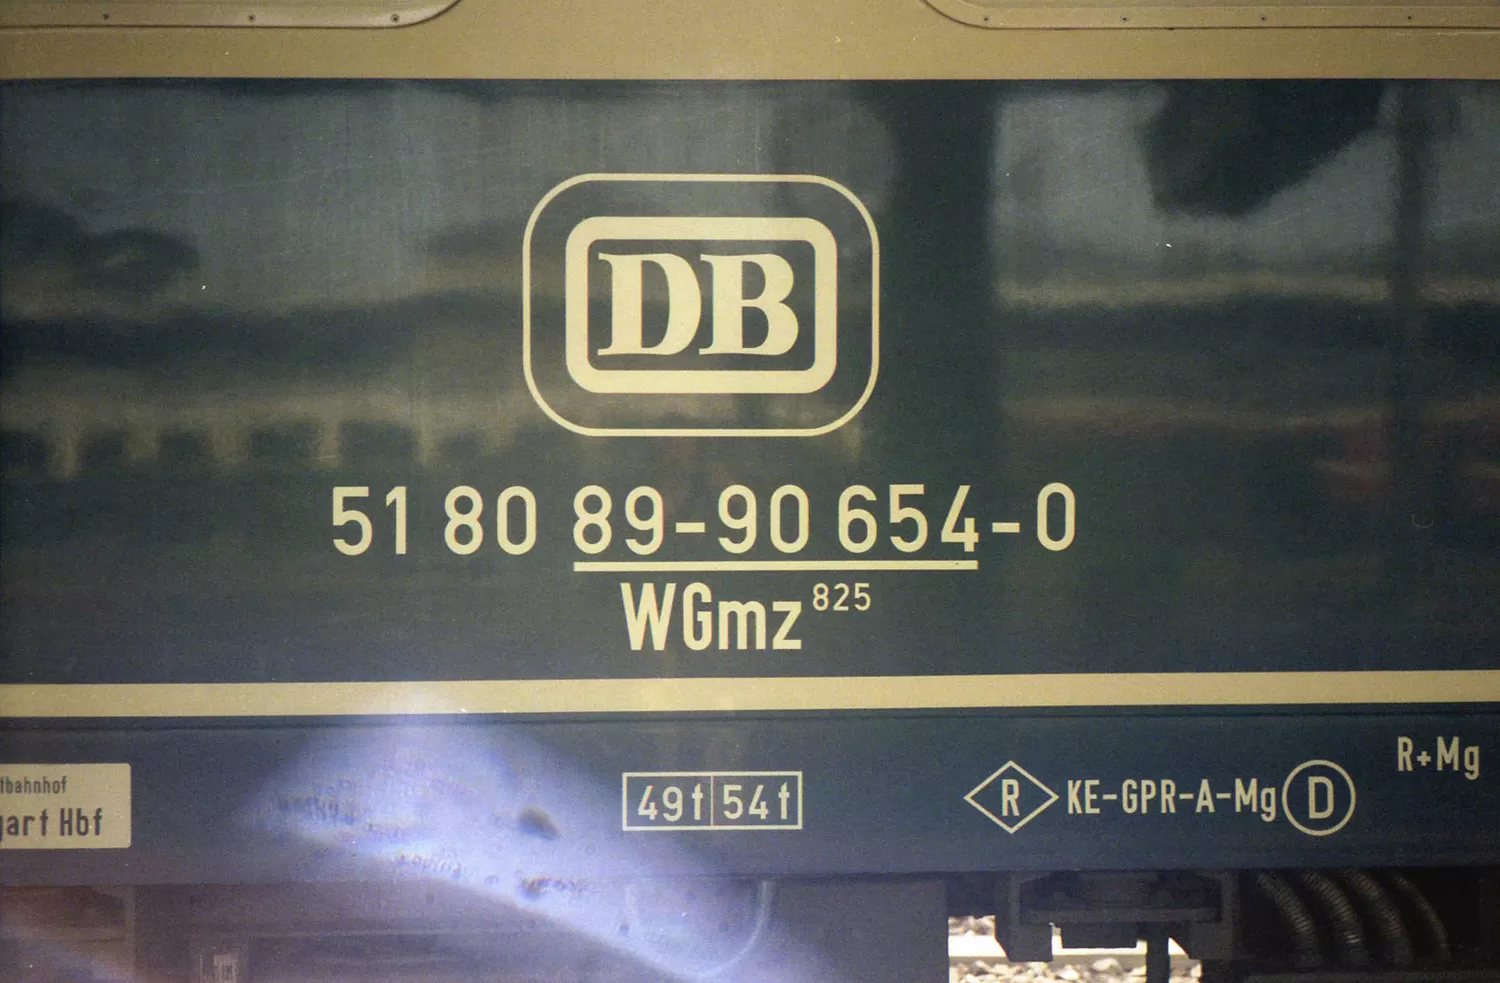 DB
51 80 89-90 654-0
WGmz 825
tbahnhof
gart Hbf
49t 54t
R KE-GPR-A-Mg D
R+Mg